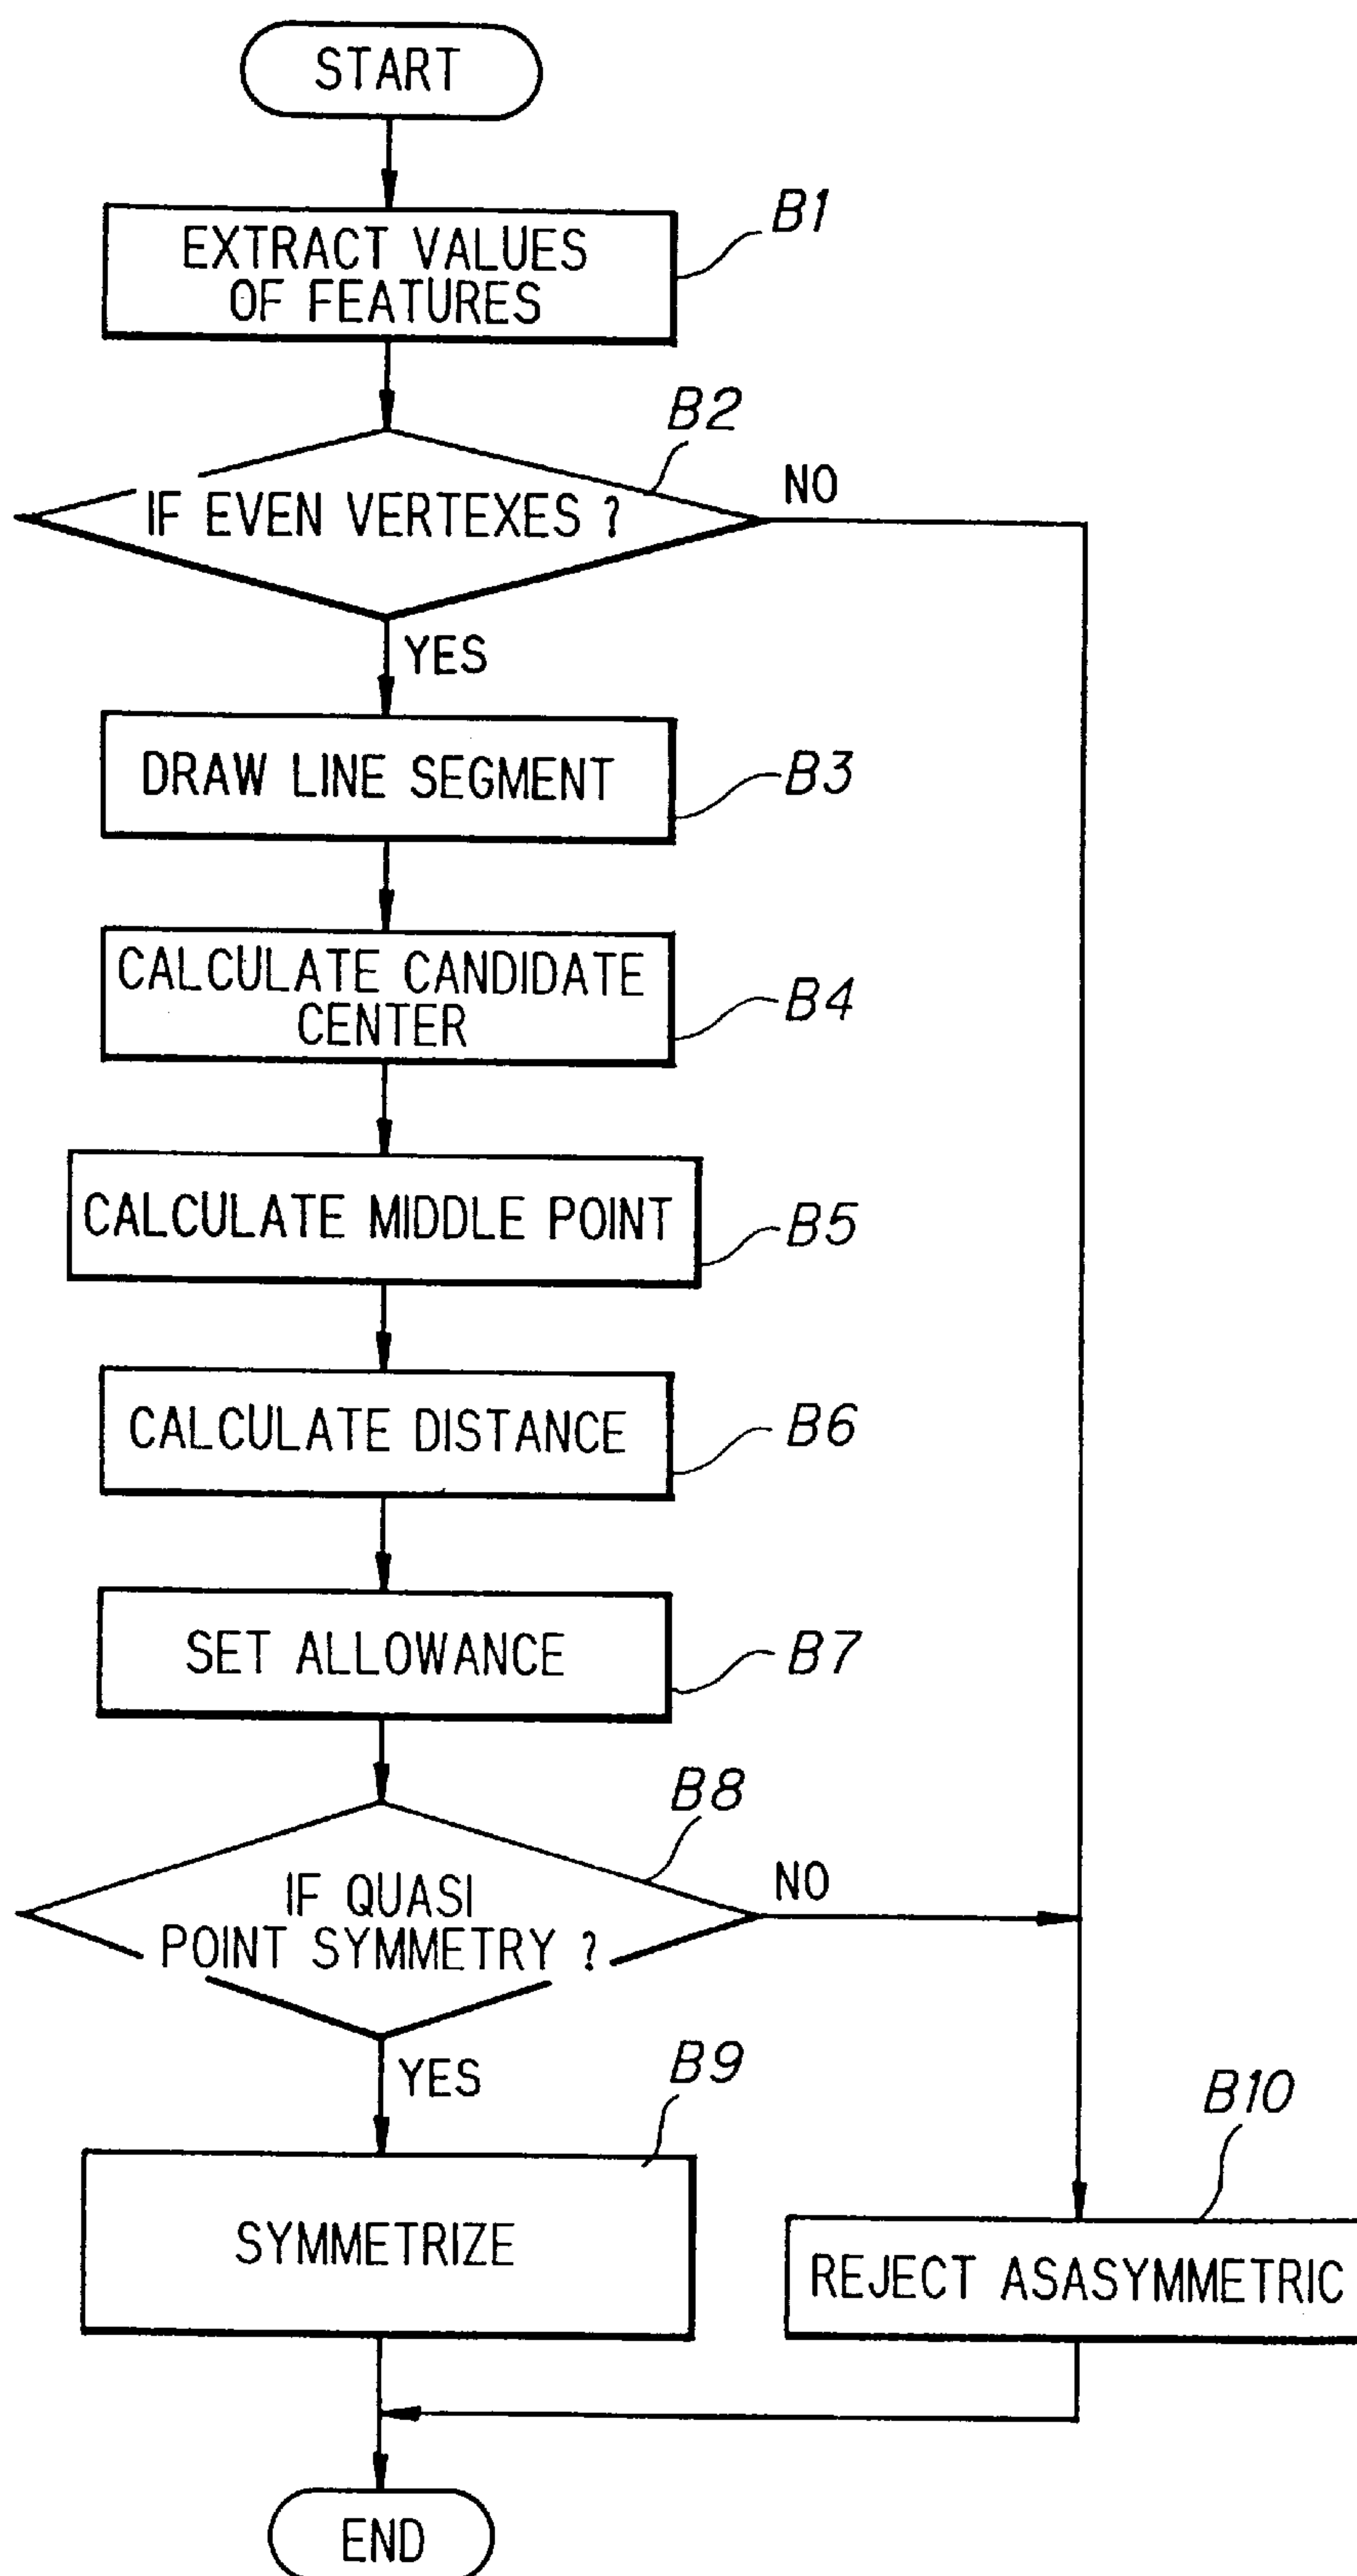 START
EXTRACT VALUES
OF FEATURES
B1
IF EVEN VERTEXES ?
B2
NO
YES
DRAW LINE SEGMENT
B3
CALCULATE CANDIDATE
CENTER
B4
CALCULATE MIDDLE POINT
B5
CALCULATE DISTANCE
B6
SET ALLOWANCE
B7
IF QUASI
POINT SYMMETRY ?
B8
NO
YES
SYMMETRIZE
B9
REJECT ASASYMMETRIC
B10
END